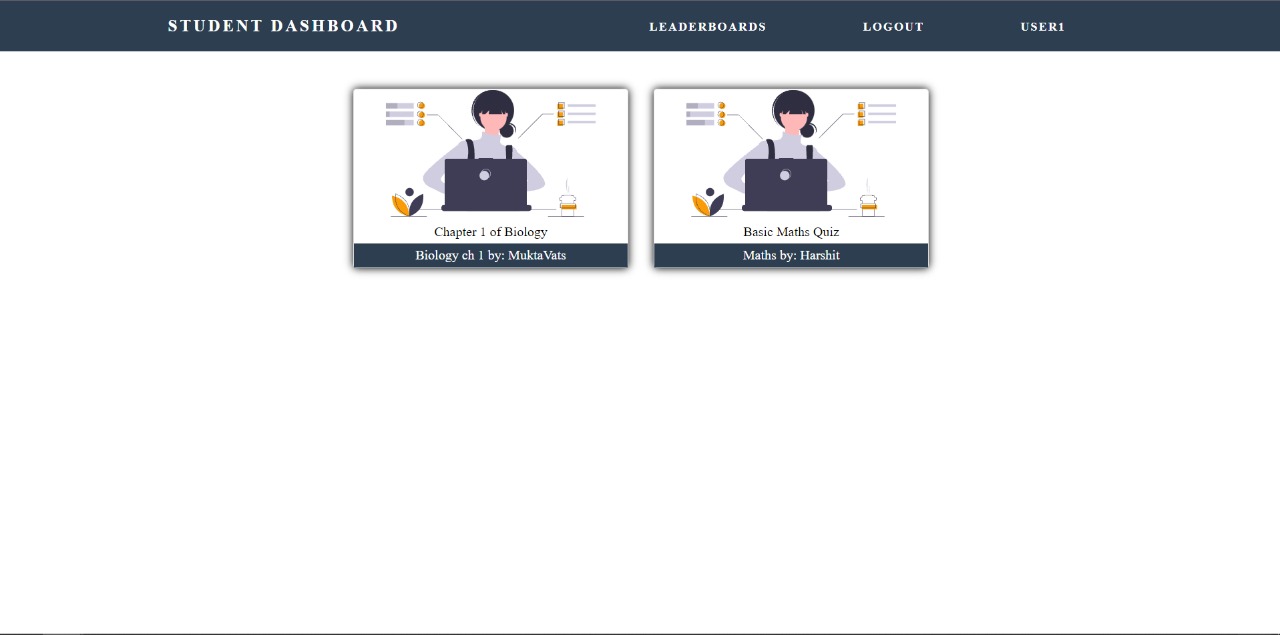 STUDENT DASHBOARD
LEADERBOARDS
LOGOUT
USER1
Chapter 1 of Biology
Biology ch 1 by: MuktaVats
Basic Maths Quiz
Maths by: Harshit